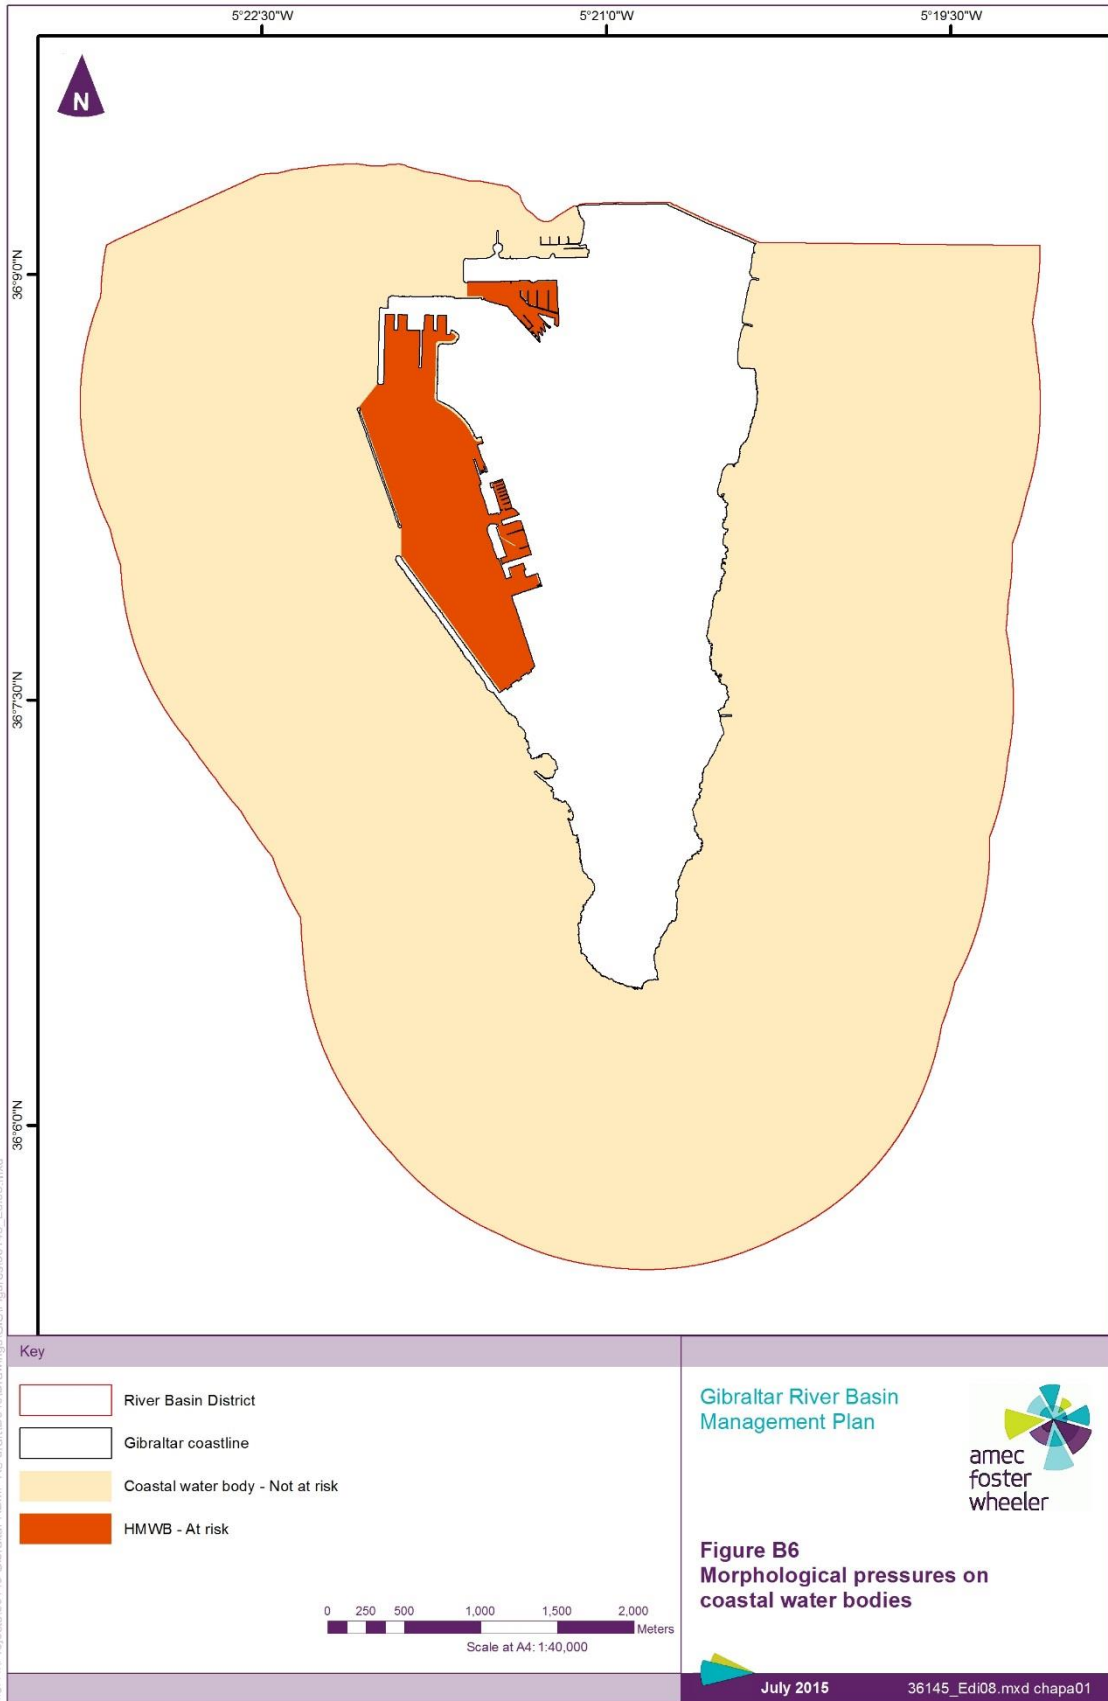 5°22'30"W
5°21'0"W
5°19'30"W
N
36°9'0"N
36°7'30"N
36°6'0"N
Key
River Basin District
Gibraltar coastline
Coastal water body - Not at risk
HMWB - At risk
0 250 500 1,000 1,500 2,000
Meters
Scale at A4: 1:40,000
Gibraltar River Basin
Management Plan
amec
foster
wheeler
Figure B6
Morphological pressures on
coastal water bodies
July 2015
36145_Edi08.mxd chapa01